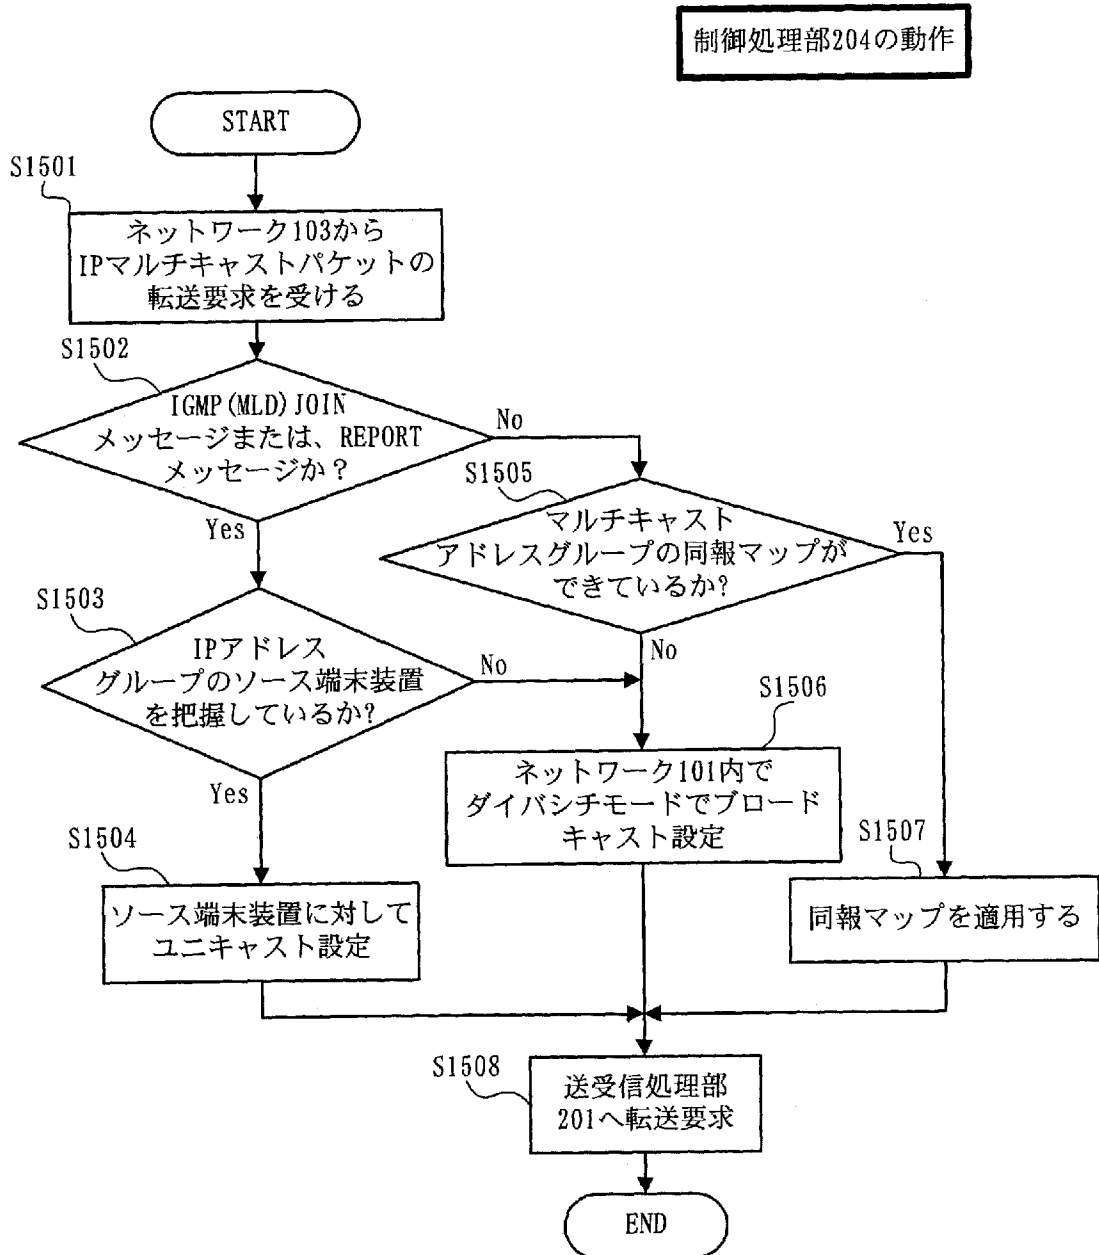 制御処理部204の動作
START
S1501
ネットワーク103から
IPマルチキャストパケットの
転送要求を受ける
S1502
IGMP(MLD)JOIN
メッセージまたは、REPORT
メッセージか？
No
Yes
S1505
マルチキャスト
アドレスグループの同報マップが
できているか?
Yes
No
S1503
IPアドレス
グループのソース端末装置
を把握しているか?
No
Yes
S1506
ネットワーク101内で
ダイバシチモードでブロード
キャスト設定
S1504
ソース端末装置に対して
ユニキャスト設定
S1507
同報マップを適用する
S1508
送受信処理部
201へ転送要求
END